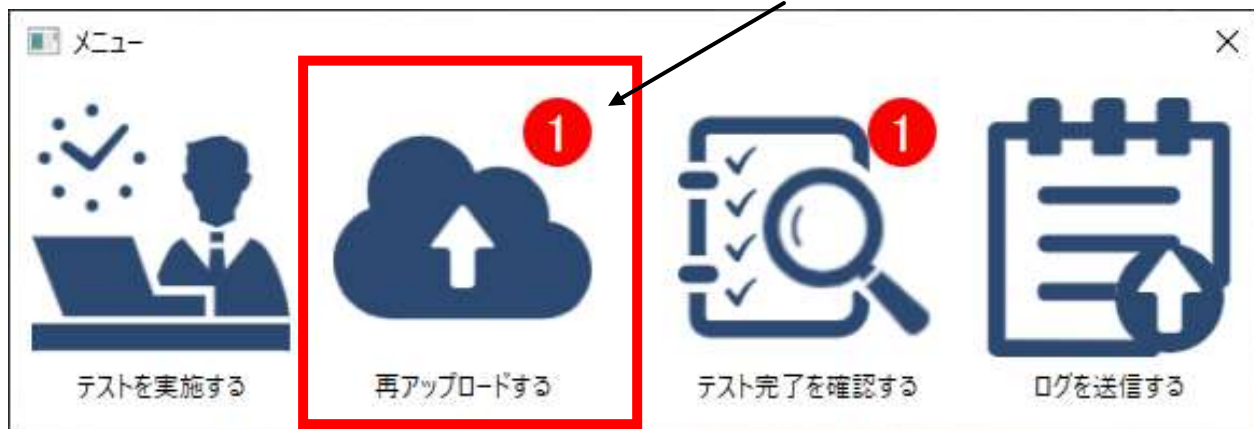 メニュー
1
1
テストを実施する
再アップロードする
テスト完了を確認する
ログを送信する